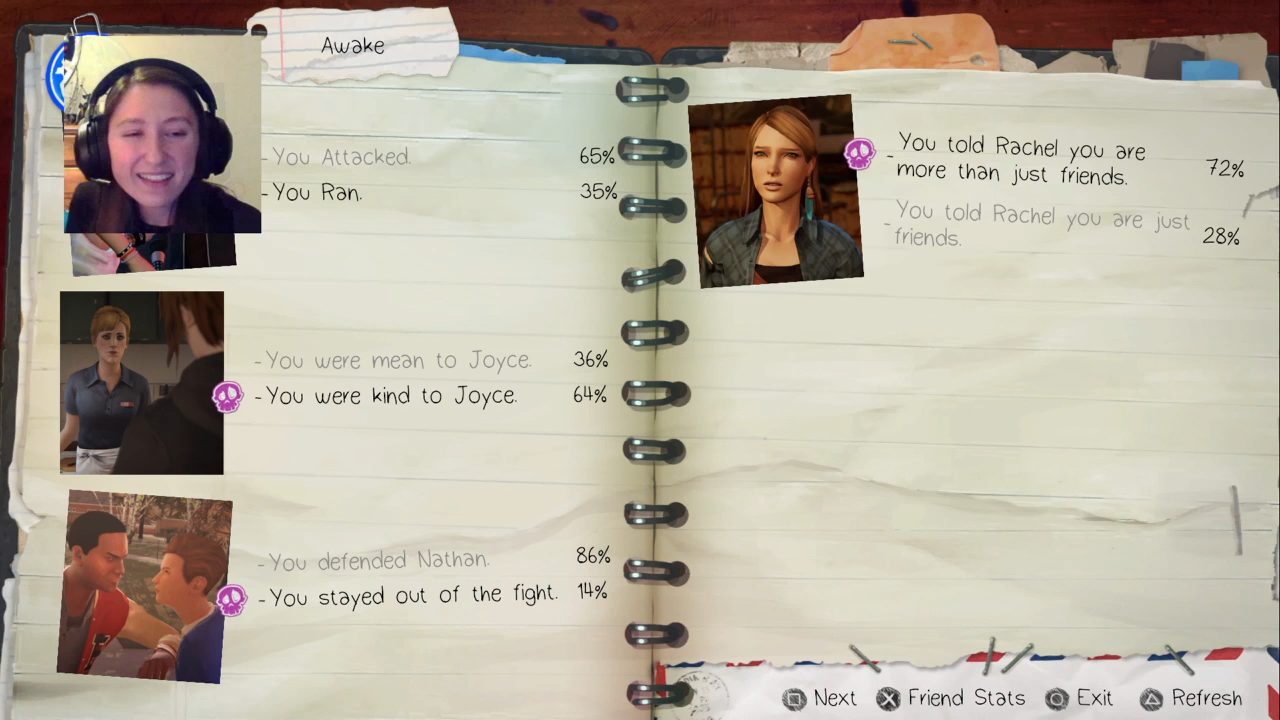 Awake
-You Attacked. 65%
-You Ran. 35%
-You were mean to Joyce. 36%
-You were kind to Joyce. 64%
-You defended Nathan. 86%
-You stayed out of the fight. 14%
-You told Rachel you are
more than just friends. 72%
-You told Rachel you are just
friends. 28%
Next Friend Stats Exit Refresh